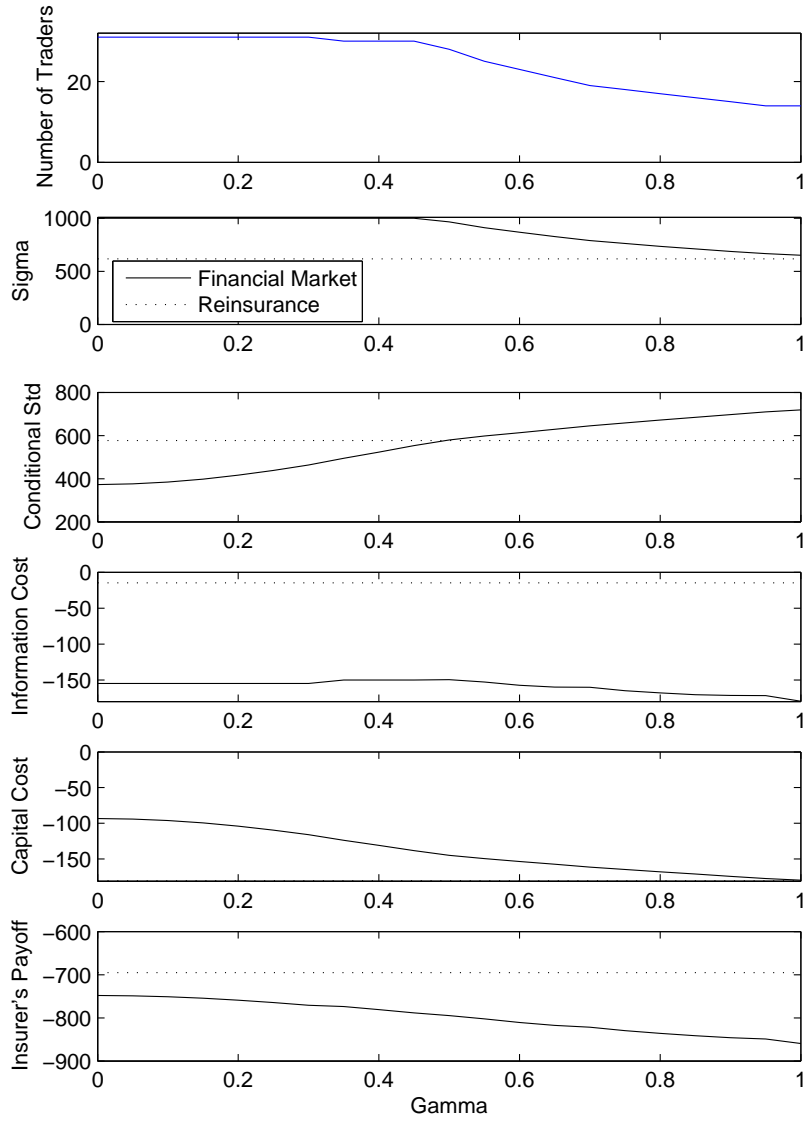 Number of Traders
20
0
0 0.2 0.4 0.6 0.8 1
Sigma
1000
500
0
Financial Market
Reinsurance
0 0.2 0.4 0.6 0.8 1
Conditional Std
800
600
400
200
0 0.2 0.4 0.6 0.8 1
Information Cost
0
−50
−100
−150
0 0.2 0.4 0.6 0.8 1
Capital Cost
0
−50
−100
−150
0 0.2 0.4 0.6 0.8 1
Insurer's Payoff
−600
−700
−800
−900
0 0.2 0.4 0.6 0.8 1
Gamma